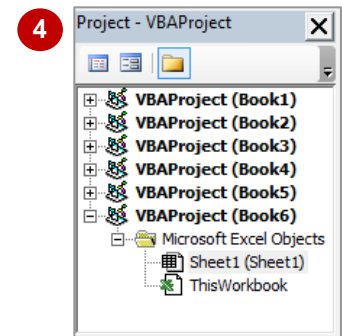 4
Project - VBAProject
VBAProject (Book1)
VBAProject (Book2)
VBAProject (Book3)
VBAProject (Book4)
VBAProject (Book5)
VBAProject (Book6)
Microsoft Excel Objects
Sheet1 (Sheet1)
ThisWorkbook